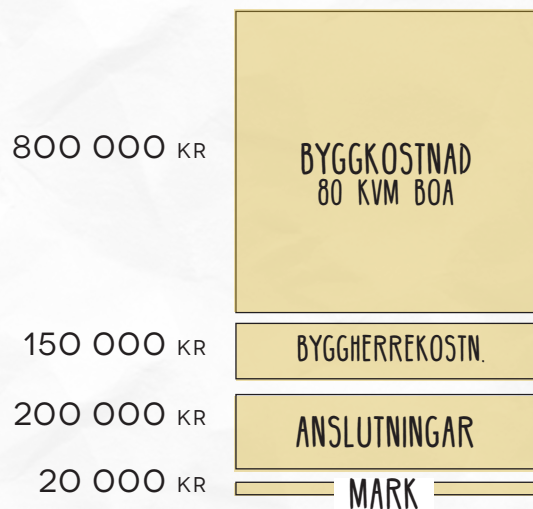 800 000 KR
BYGGKOSTNAD
80 KVM BOA
150 000 KR
BYGGHERREKOSTN.
200 000 KR
ANSLUTNINGAR
20 000 KR
MARK